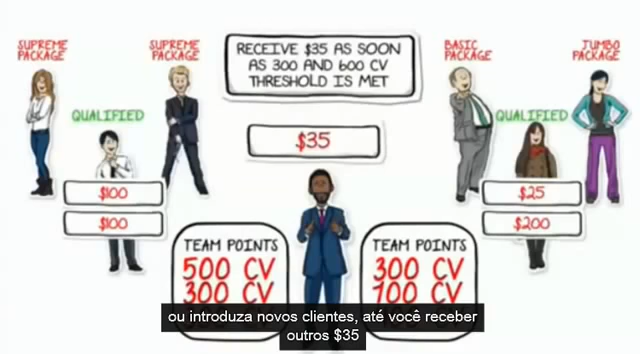 SUPREME
PACKAGE
SUPREME
PACKAGE
RECEIVE $35 AS SOON
AS 300 AND 600 CV
THRESHOLD IS MET
BASIC
PACKAGE
JUMBO
PACKAGE
QUALIFIED
QUALIFIED
$35
$100
$100
$25
$200
TEAM POINTS
500 CV
300 CV
TEAM POINTS
300 CV
100 CV
ou introduza novos clientes, até você receber
outros $35